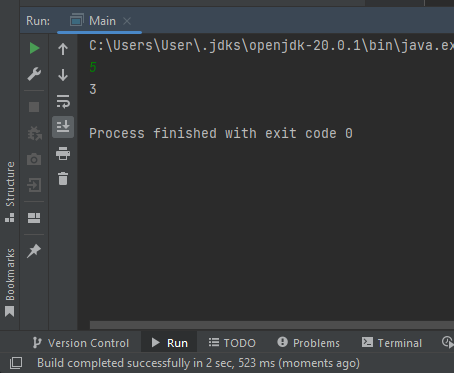 Run: Main
C:\Users\User\.jdks\openjdk-20.0.1\bin\java.ex
5
3
Process finished with exit code 0
Structure
Bookmarks
Version Control Run TODO Problems Terminal
Build completed successfully in 2 sec, 523 ms (moments ago)